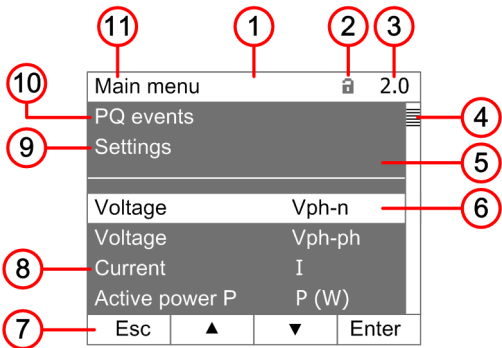 11 1 2 3
Main menu 2.0
10 PQ events 4
9 Settings 5
Voltage Vph-n 6
Voltage Vph-ph
8 Current I
Active power P P (W)
7 Esc ▲ ▼ Enter